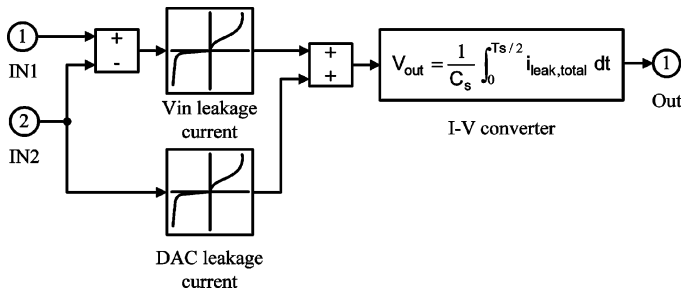 1
IN1
+
-
2
IN2
Vin leakage
current
DAC leakage
current
+
+
V_out = 1/C_s ∫_0^{Ts/2} i_leak,total dt
I-V converter
1
Out